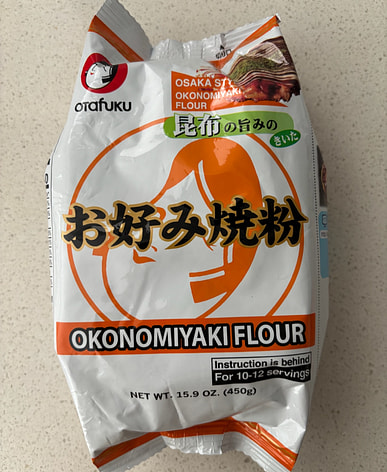 OTAFUKU
OSAKA STY
OKONOMIYAKI
FLOUR
昆布の旨みの
きいた
お好み焼粉
OKONOMIYAKI FLOUR
Instruction is behind
For 10-12 servings
NET WT. 15.9 OZ. (450g)